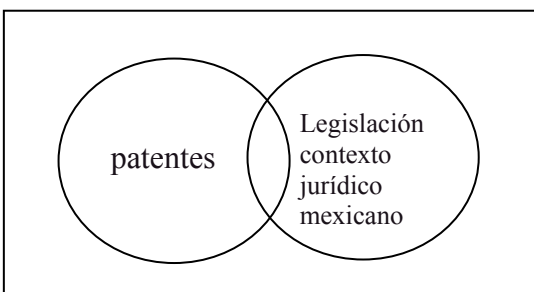 patentes
Legislación
contexto
jurídico
mexicano